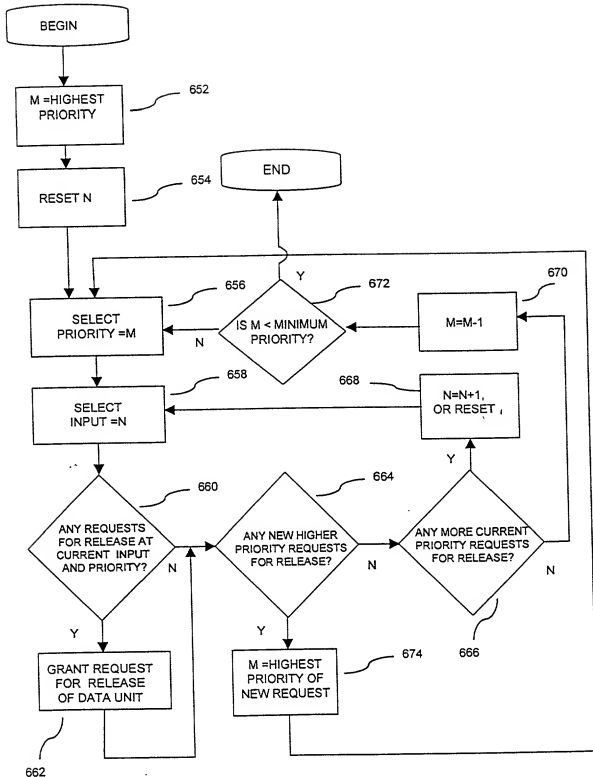 BEGIN
M =HIGHEST
PRIORITY
652
RESET N
654
END
SELECT
PRIORITY =M
656
Y
672
IS M < MINIMUM
PRIORITY?
N
670
M=M-1
SELECT
INPUT =N
658
668
N=N+1,
OR RESET
Y
660
ANY REQUESTS
FOR RELEASE AT
CURRENT INPUT
AND PRIORITY?
N
Y
664
ANY NEW HIGHER
PRIORITY REQUESTS
FOR RELEASE?
N
Y
ANY MORE CURRENT
PRIORITY REQUESTS
FOR RELEASE?
N
666
GRANT REQUEST
FOR RELEASE
OF DATA UNIT
662
M =HIGHEST
PRIORITY OF
NEW REQUEST
674